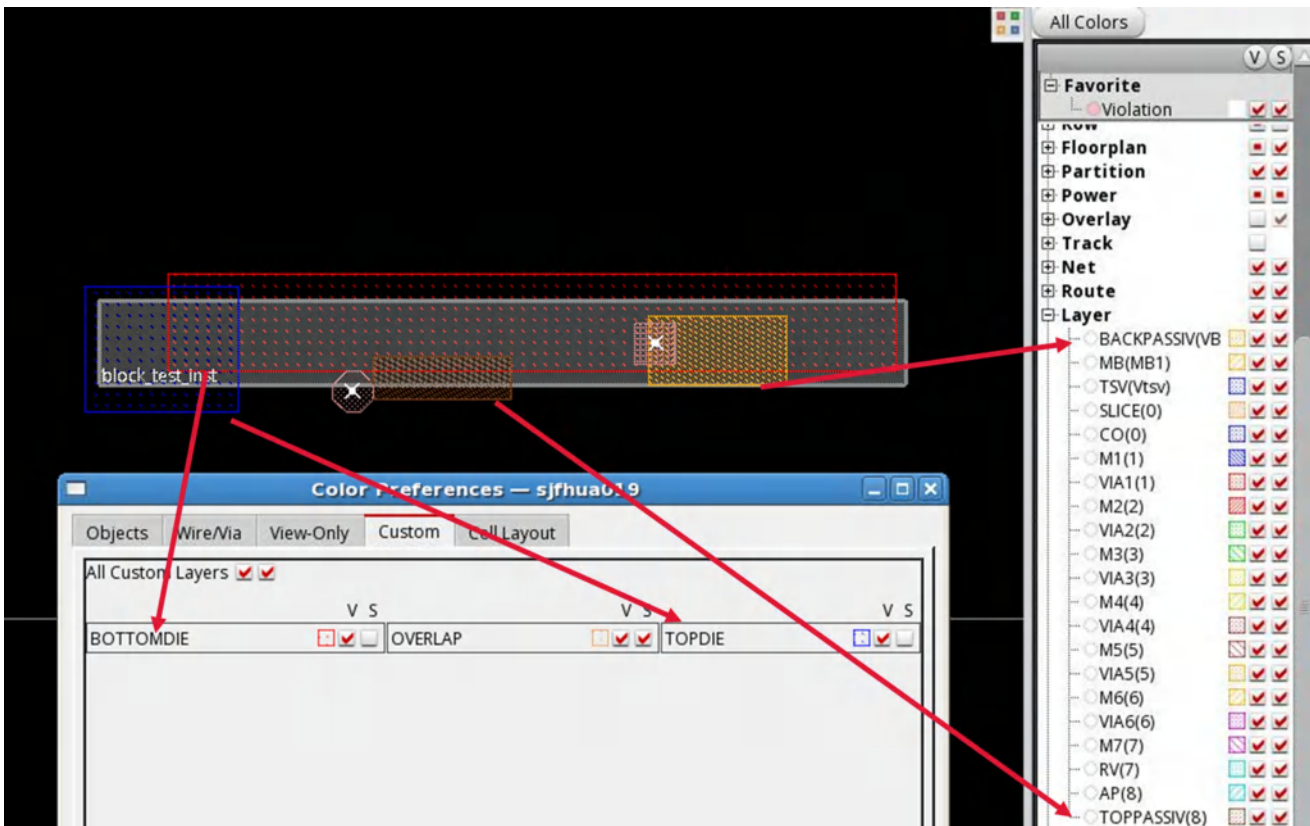 All Colors
V S
Favorite
Violation
Row
Floorplan
Partition
Power
Overlay
Track
Net
Route
Layer
BACKPASSIV(VB
MB(MB1)
TSV(Vtsv)
SLICE(0)
CO(0)
M1(1)
VIA1(1)
M2(2)
VIA2(2)
M3(3)
VIA3(3)
M4(4)
VIA4(4)
M5(5)
VIA5(5)
M6(6)
VIA6(6)
M7(7)
RV(7)
AP(8)
TOPPASSIV(8)
block_test_inst
Color Preferences — sjfhua019
Objects Wire/Via View-Only Custom Cell Layout
All Custom Layers
V S V S V S
BOTTOMDIE OVERLAP TOPDIE